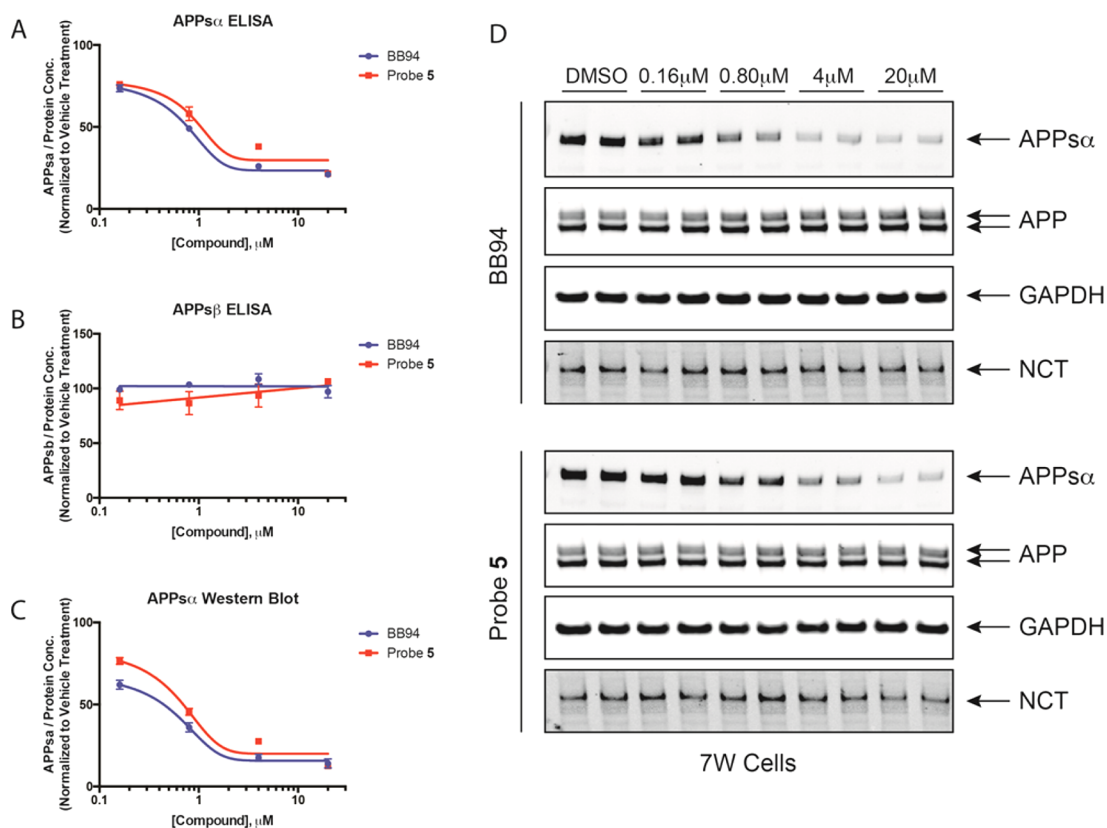 A
APPsα ELISA
100
50
0
0.1
1
10
APPsa / Protein Conc.
(Normalized to Vehicle Treatment)
[Compound], μM
BB94
Probe 5
B
APPsβ ELISA
150
100
50
0
0.1
1
10
APPsb / Protein Conc.
(Normalized to Vehicle Treatment)
[Compound], μM
BB94
Probe 5
C
APPsα Western Blot
100
50
0
0.1
1
10
APPsa / Protein Conc.
(Normalized to Vehicle Treatment)
[Compound], μM
BB94
Probe 5
D
DMSO 0.16μM 0.80μM 4μM 20μM
BB94
APPsα
APP
GAPDH
NCT
Probe 5
APPsα
APP
GAPDH
NCT
7W Cells